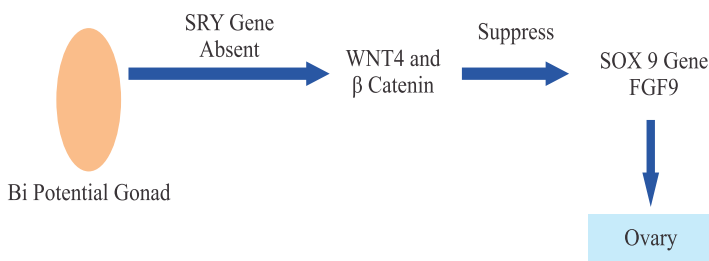 SRY Gene
Absent
WNT4 and
β Catenin
Suppress
SOX 9 Gene
FGF9
Bi Potential Gonad
Ovary